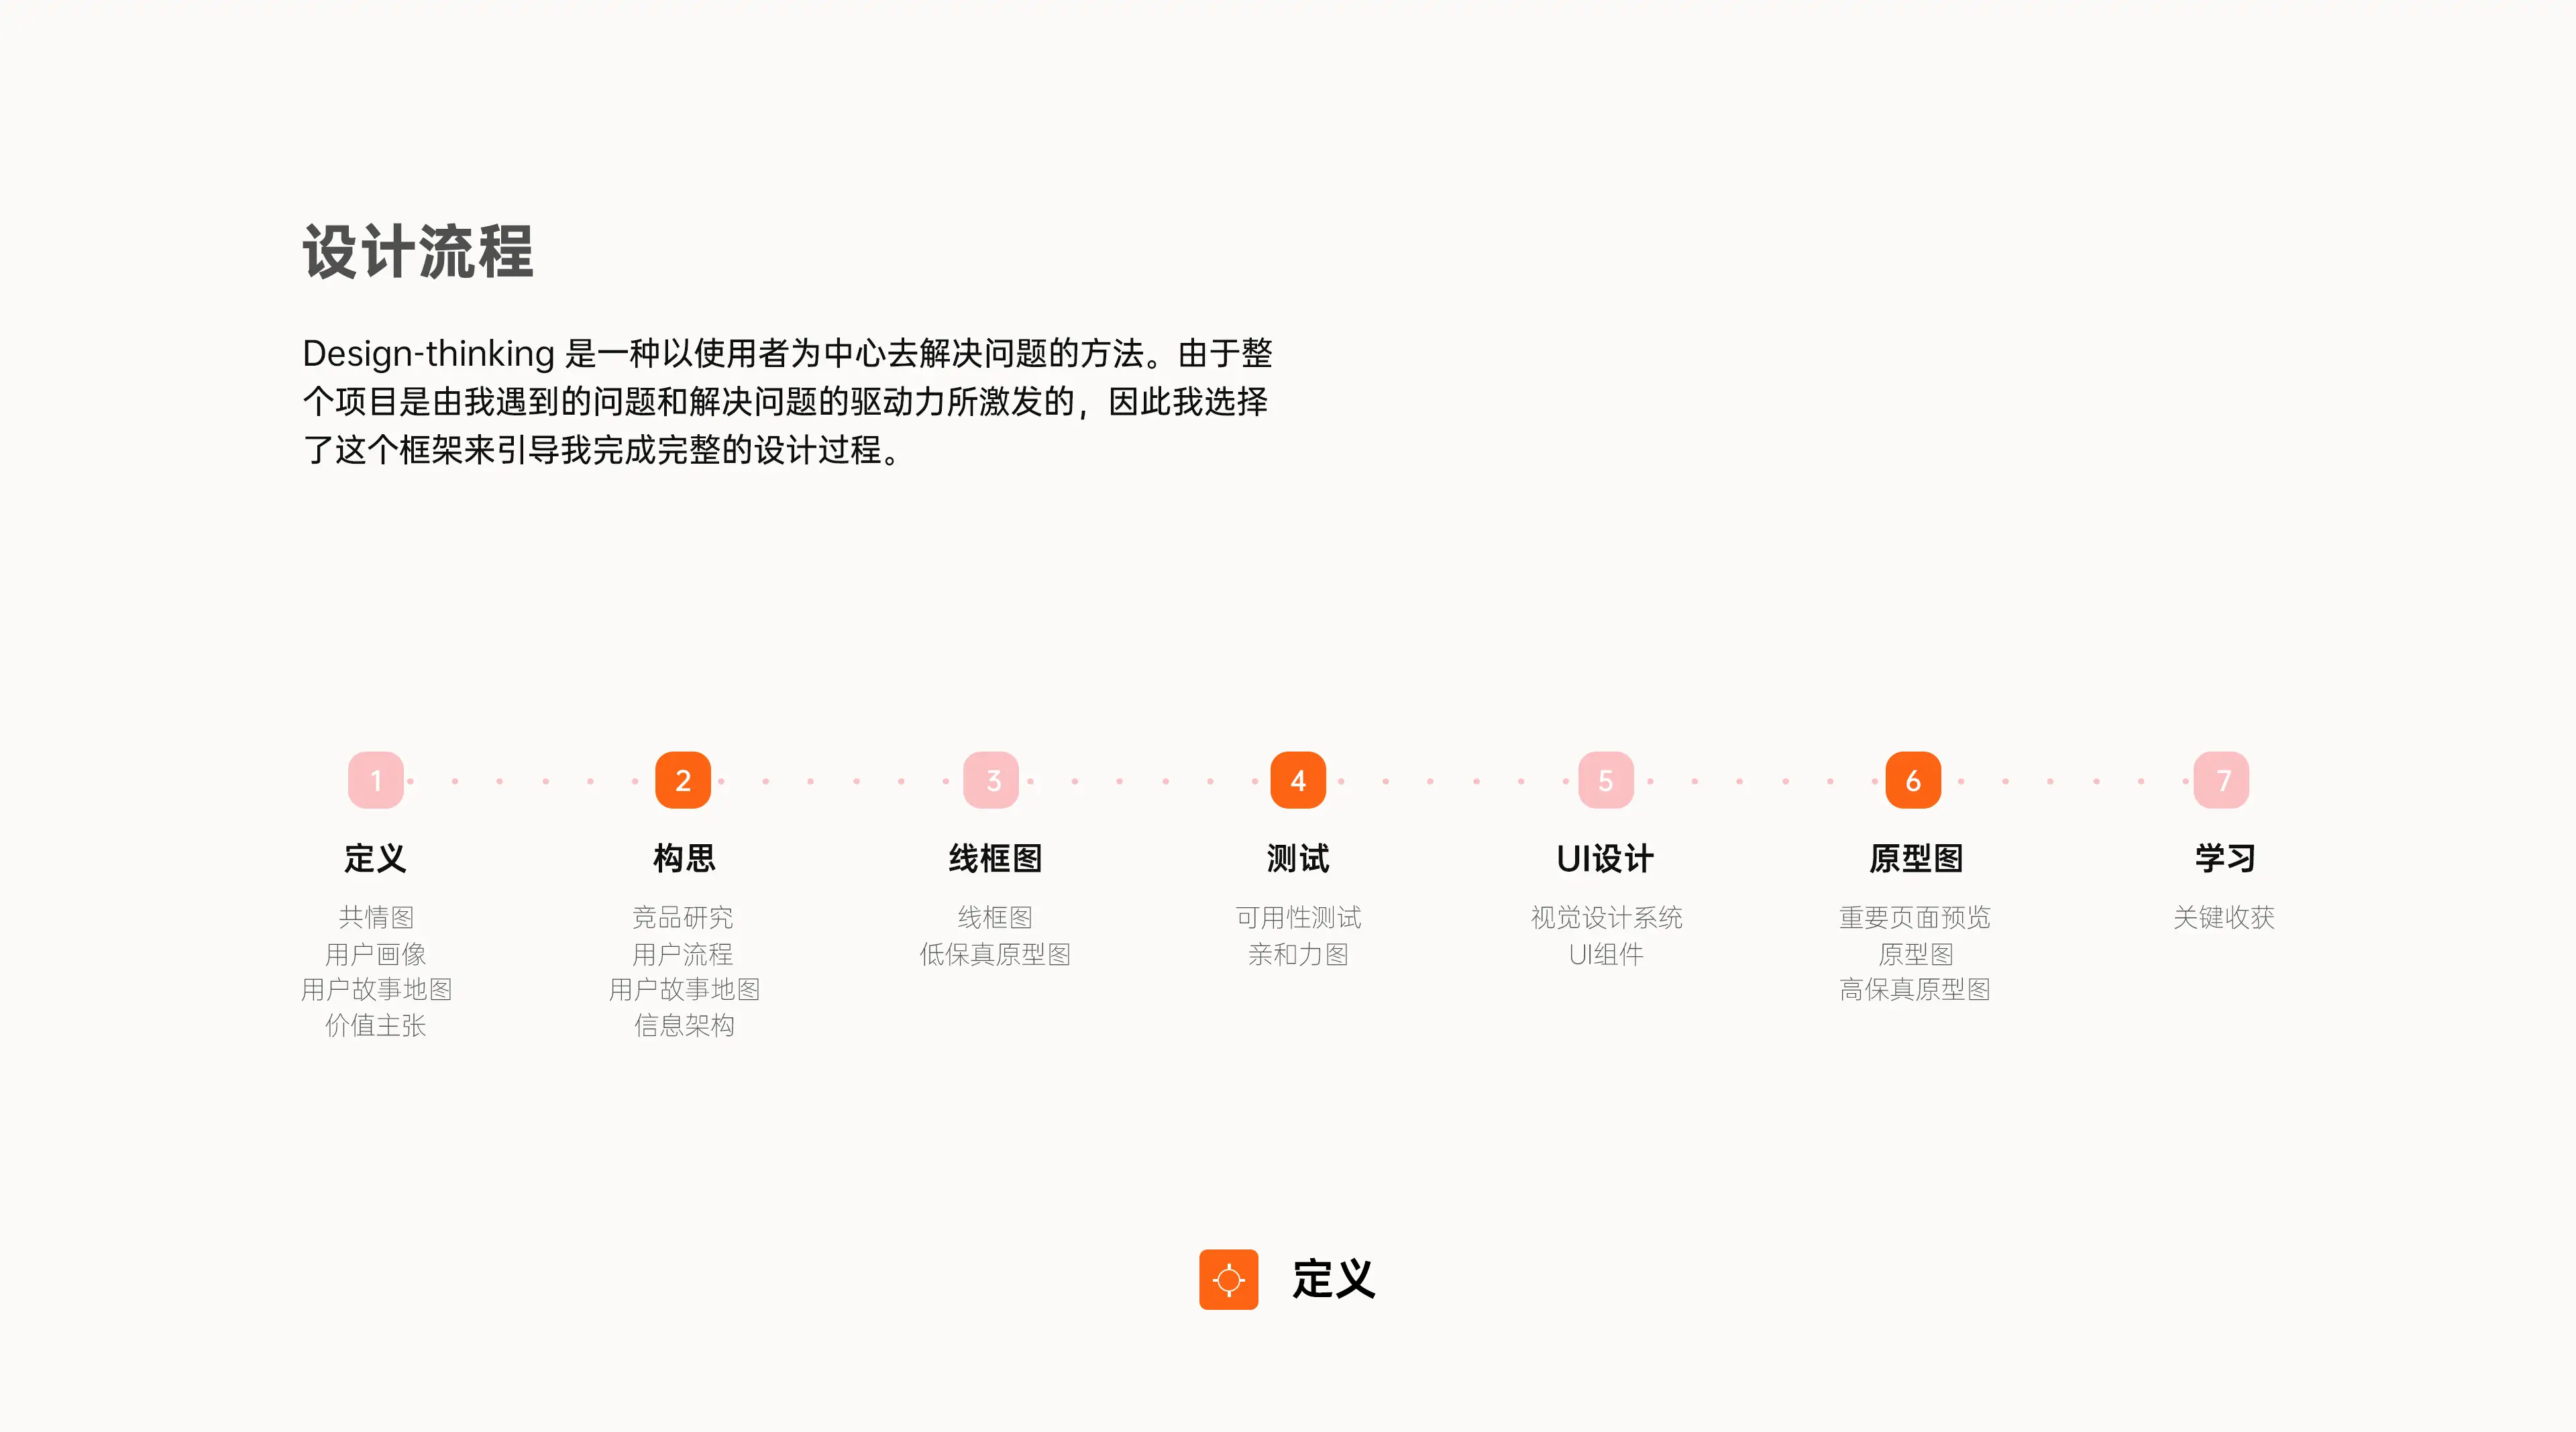 设计流程
Design-thinking 是一种以使用者为中心去解决问题的方法。由于整
个项目是由我遇到的问题和解决问题的驱动力所激发的，因此我选择
了这个框架来引导我完成完整的设计过程。
1
定义
共情图
用户画像
用户故事地图
价值主张
2
构思
竞品研究
用户流程
用户故事地图
信息架构
3
线框图
线框图
低保真原型图
4
测试
可用性测试
亲和力图
5
UI设计
视觉设计系统
UI组件
6
原型图
重要页面预览
原型图
高保真原型图
7
学习
关键收获
定义